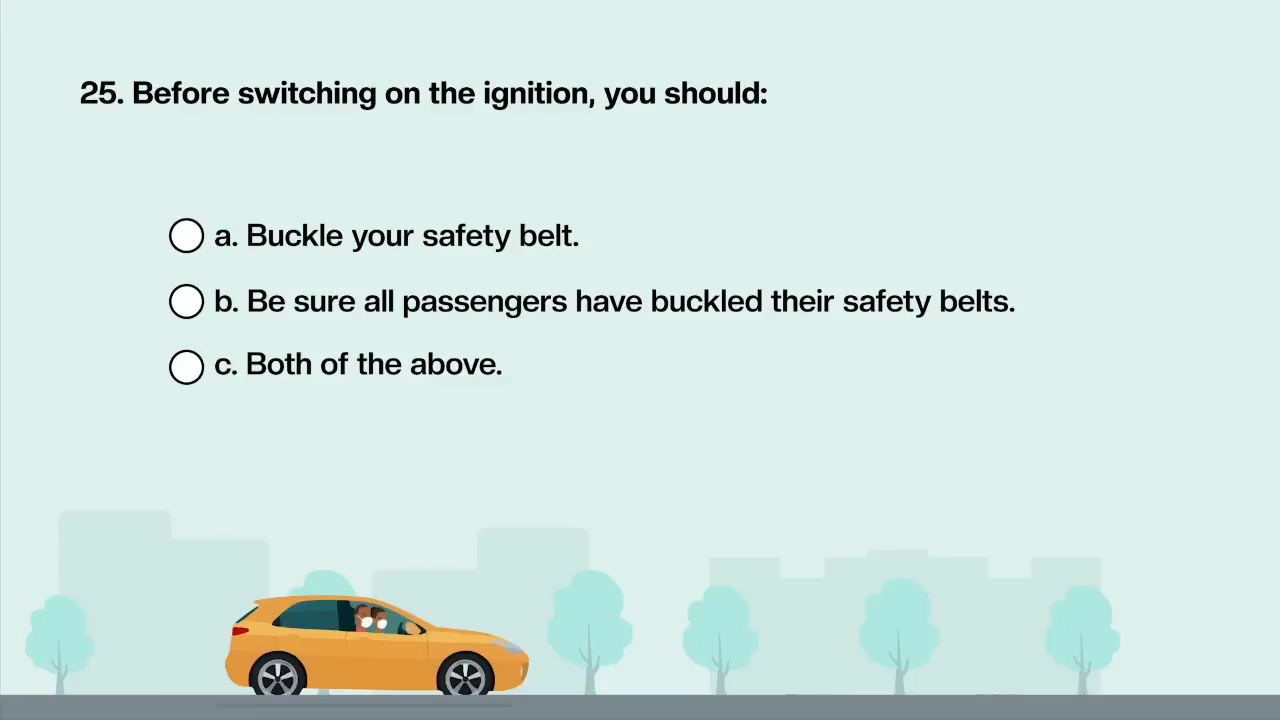 25. Before switching on the ignition, you should:
a. Buckle your safety belt.
b. Be sure all passengers have buckled their safety belts.
c. Both of the above.